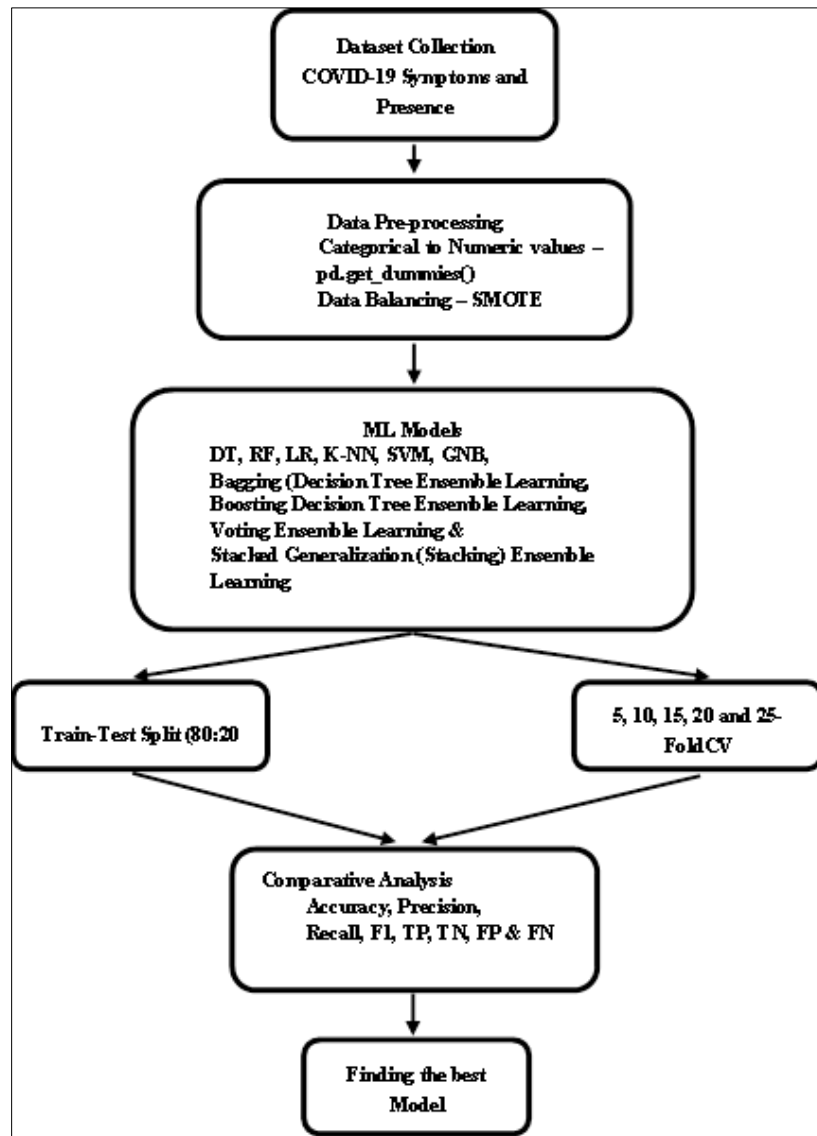 Dataset Collection
COVID-19 Symptoms and
Presence
Data Pre-processing
Categorical to Numeric values –
pd.get_dummies()
Data Balancing – SMOTE
ML Models
DT, RF, LR, K-NN, SVM, GNB,
Bagging (Decision Tree Ensemble Learning,
Boosting Decision Tree Ensemble Learning,
Voting Ensemble Learning &
Stacked Generalization (Stacking) Ensemble
Learning
Train-Test Split (80:20
5, 10, 15, 20 and 25-
Fold CV
Comparative Analysis
Accuracy, Precision,
Recall, F1, TP, TN, FP & FN
Finding the best
Model